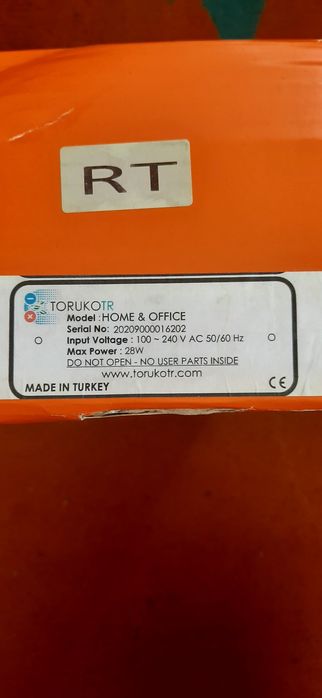 RT
TORUKOTR
Model : HOME & OFFICE
Serial No: 20209000016202
Input Voltage : 100 ~ 240 V AC 50/60 Hz
Max Power : 28W
DO NOT OPEN - NO USER PARTS INSIDE
www.torukotr.com
MADE IN TURKEY
CE